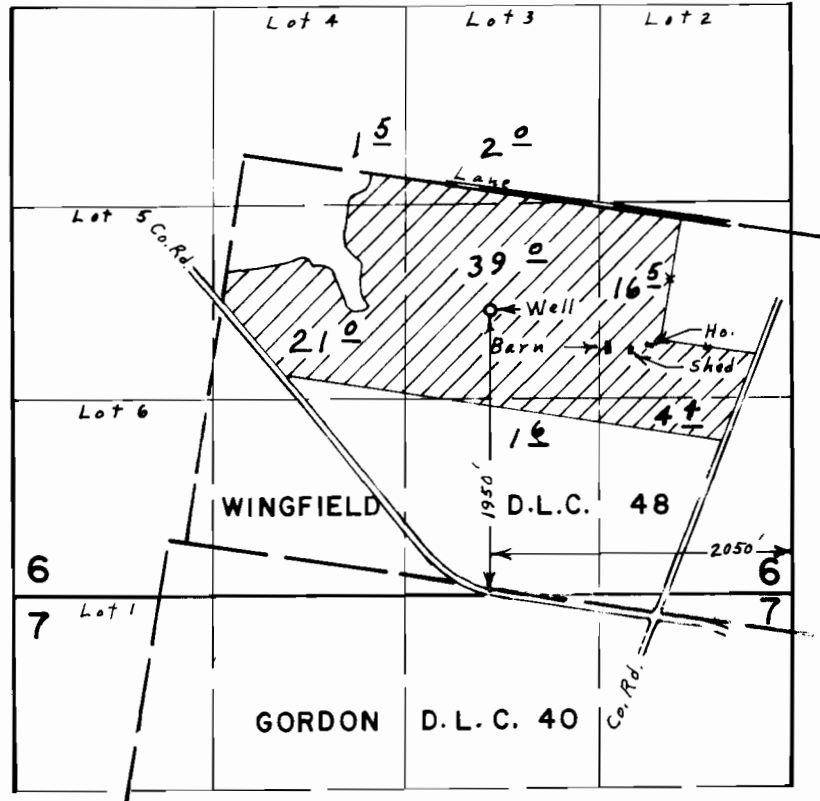 Lot 4 Lot 3 Lot 2
1 5 2 0
Lane
Lot 5 Co. Rd.
39 0
16 5
Well
21 0
Ho.
Barn
Shed
Lot 6
4 4
1 6
1950'
WINGFIELD D.L.C. 48
2050'
6 6
7 7
Lot 1
Co. Rd.
GORDON D.L.C. 40